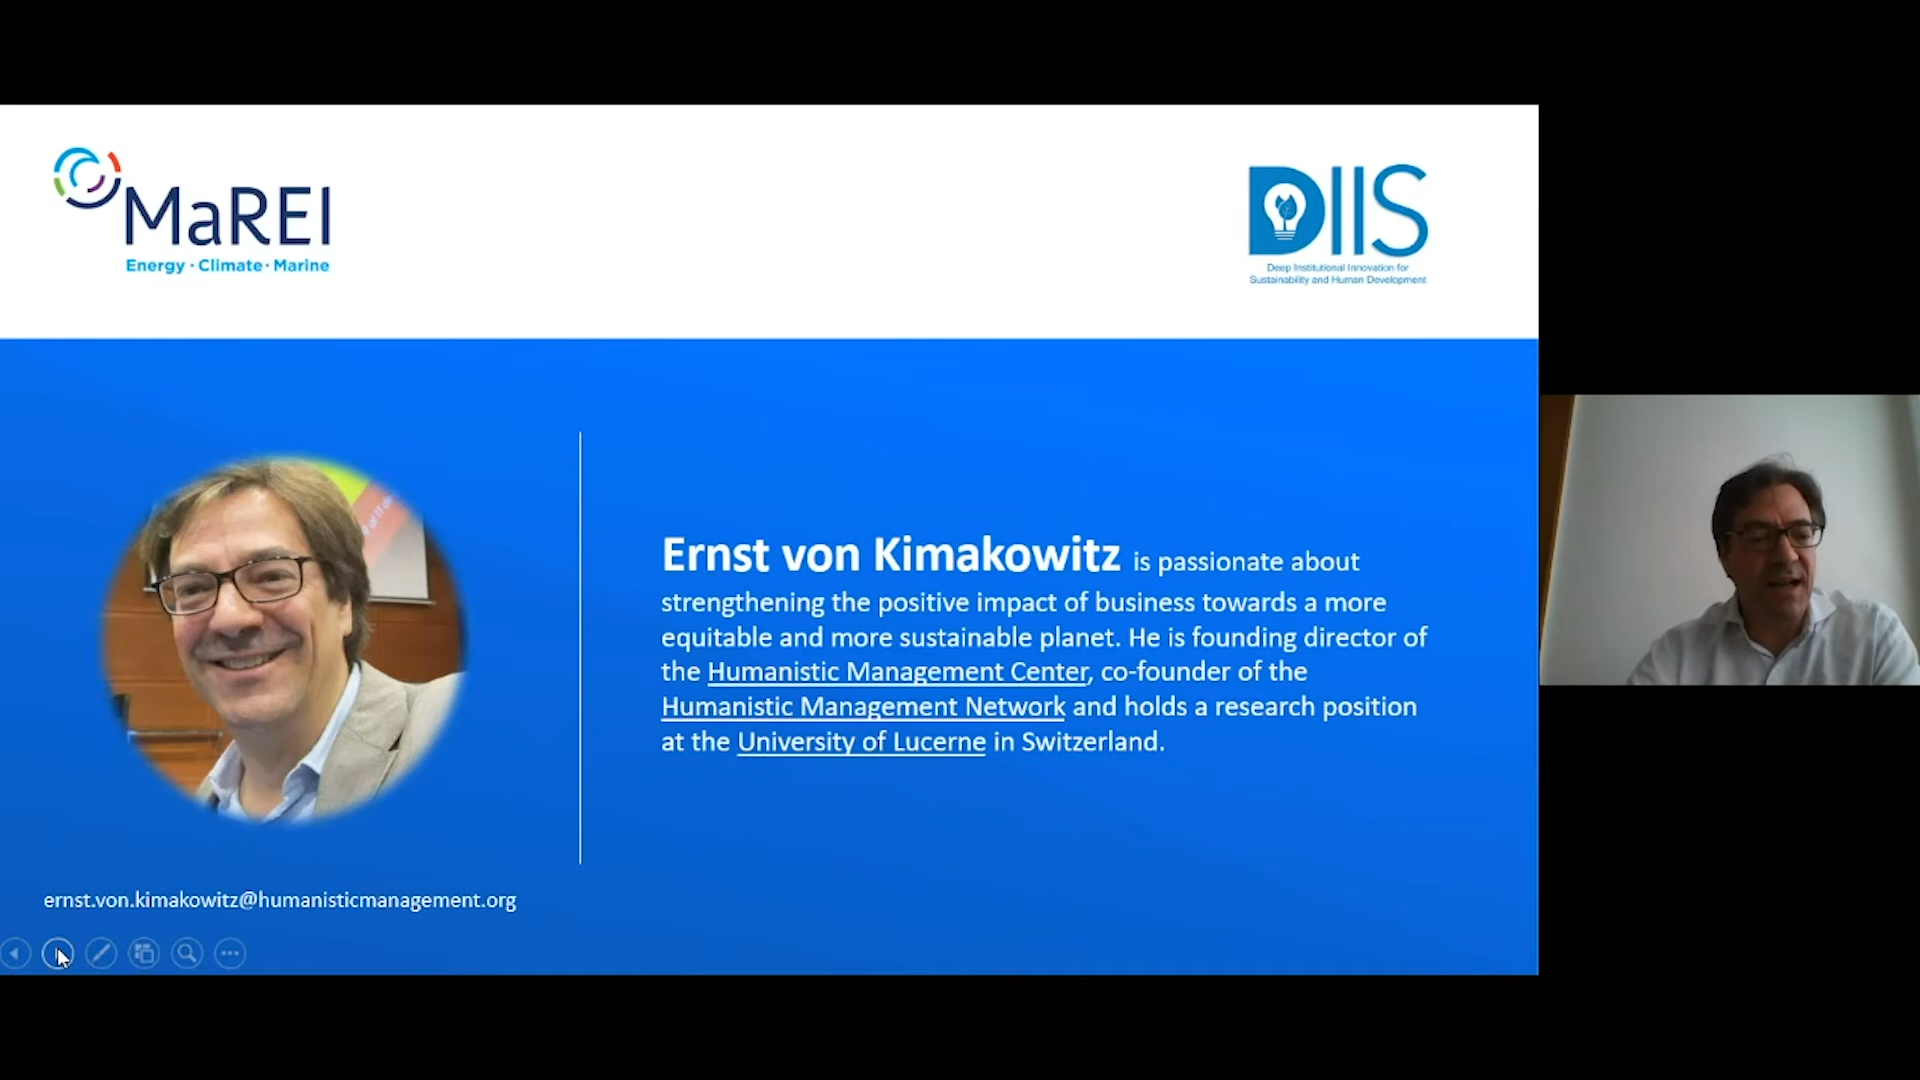 MaREI
Energy · Climate · Marine
DIIS
Deep Institutional Innovation for
Sustainability and Human Development
Ernst von Kimakowitz is passionate about
strengthening the positive impact of business towards a more
equitable and more sustainable planet. He is founding director of
the Humanistic Management Center, co-founder of the
Humanistic Management Network and holds a research position
at the University of Lucerne in Switzerland.
ernst.von.kimakowitz@humanisticmanagement.org